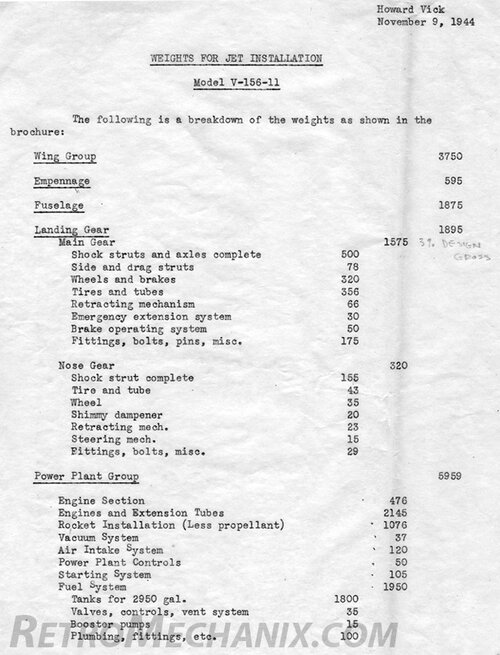 Howard Vick
November 9, 1944
WEIGHTS FOR JET INSTALLATION
Model V-156-11
The following is a breakdown of the weights as shown in the
brochure:
Wing Group 3750
Empennage 595
Fuselage 1875
Landing Gear 1895
Main Gear 1575 3% DESIGN
GROSS
Shock struts and axles complete 500
Side and drag struts 78
Wheels and brakes 320
Tires and tubes 356
Retracting mechanism 66
Emergency extension system 30
Brake operating system 50
Fittings, bolts, pins, misc. 175
Nose Gear 320
Shock strut complete 155
Tire and tube 43
Wheel 35
Shimmy dampener 20
Retracting mech. 23
Steering mech. 15
Fittings, bolts, misc. 29
Power Plant Group 5959
Engine Section 476
Engines and Extension Tubes 2145
Rocket Installation (Less propellant) 1076
Vacuum System 37
Air Intake System 120
Power Plant Controls 50
Starting System 105
Fuel System 1950
Tanks for 2950 gal. 1800
Valves, controls, vent system 35
Booster pumps 15
Plumbing, fittings, etc. 100
RETROMECHANIX.COM